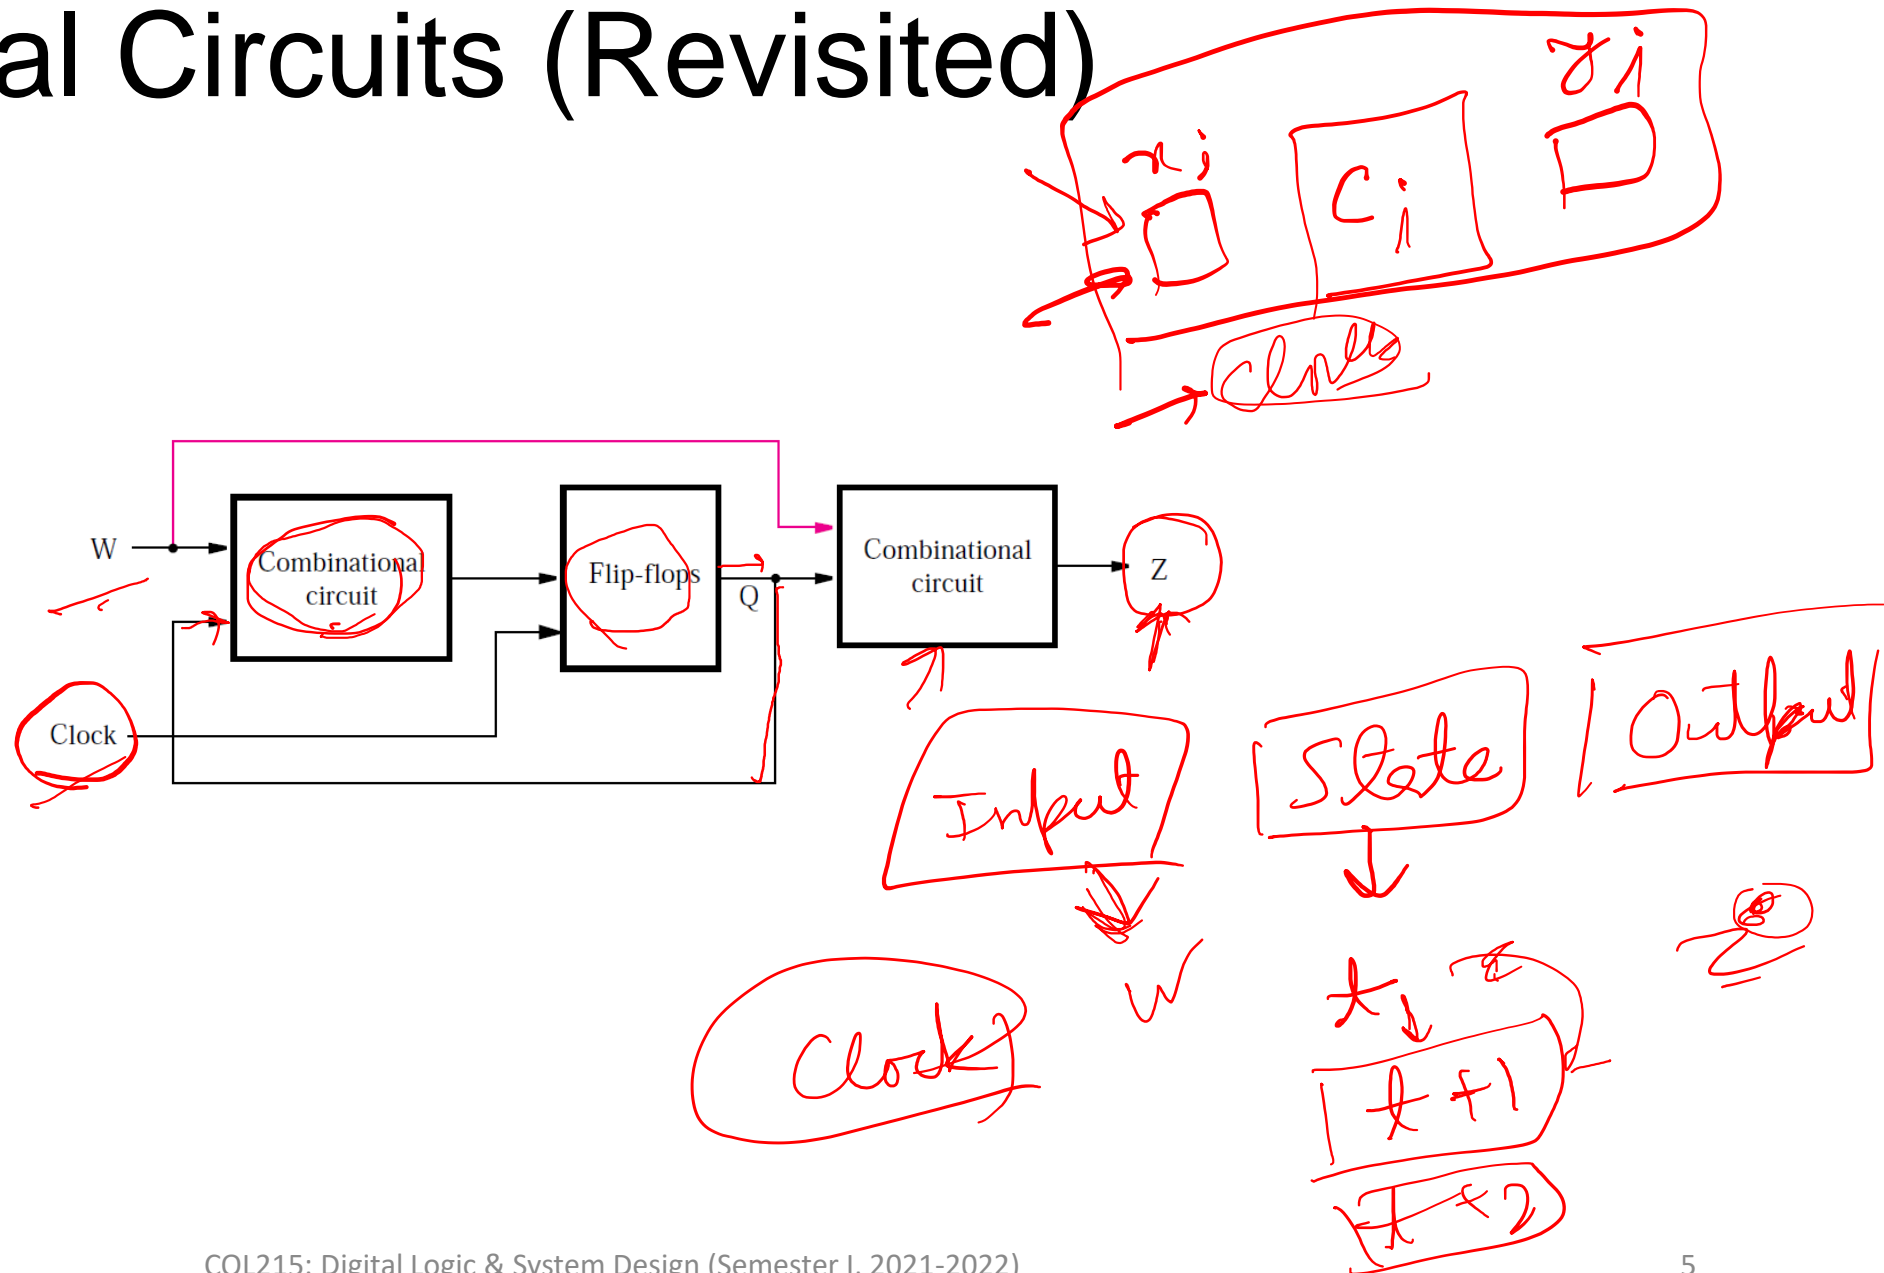 al Circuits (Revisited)
xi
Ci
yi
W
Combinational
circuit
Flip-flops
Q
Combinational
circuit
Z
Clock
Input
State
Output
W
Clock
t
t+1
t+2
COL215: Digital Logic & System Design (Semester I, 2021-2022)
5